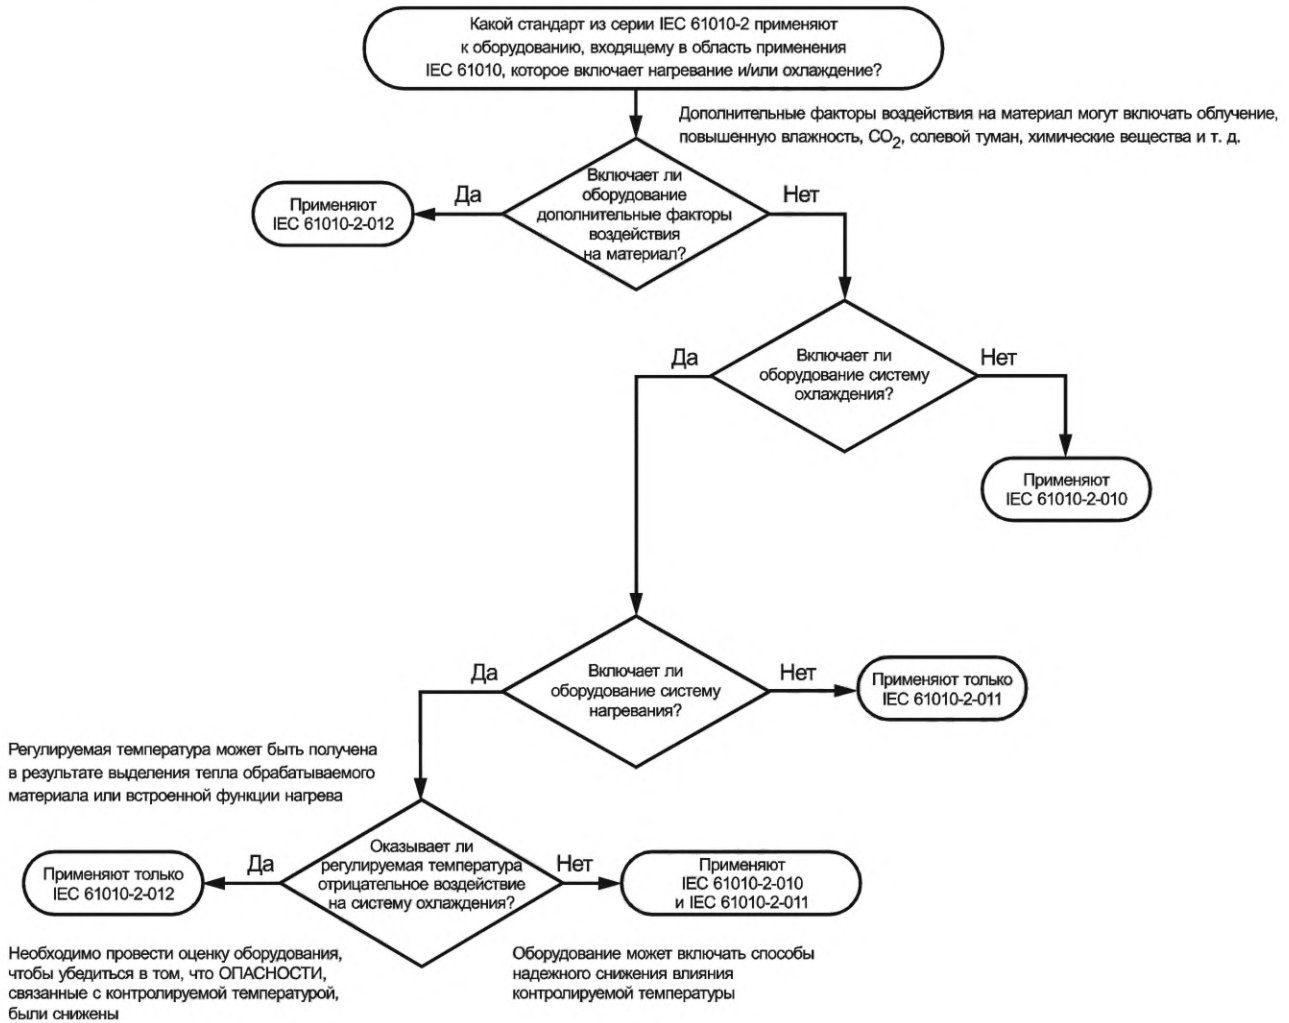 Какой стандарт из серии IEC 61010-2 применяют
к оборудованию, входящему в область применения
IEC 61010, которое включает нагревание и/или охлаждение?
Дополнительные факторы воздействия на материал могут включать облучение,
повышенную влажность, CO₂, солевой туман, химические вещества и т. д.
Включает ли
оборудование
дополнительные факторы
воздействия
на материал?
Да
Нет
Применяют
IEC 61010-2-012
Включает ли
оборудование систему
охлаждения?
Да
Нет
Применяют
IEC 61010-2-010
Включает ли
оборудование систему
нагревания?
Да
Нет
Применяют только
IEC 61010-2-011
Регулируемая температура может быть получена
в результате выделения тепла обрабатываемого
материала или встроенной функции нагрева
Оказывает ли
регулируемая температура
отрицательное воздействие
на систему охлаждения?
Да
Нет
Применяют только
IEC 61010-2-012
Применяют
IEC 61010-2-010
и IEC 61010-2-011
Необходимо провести оценку оборудования,
чтобы убедиться в том, что ОПАСНОСТИ,
связанные с контролируемой температурой,
были снижены
Оборудование может включать способы
надежного снижения влияния
контролируемой температуры